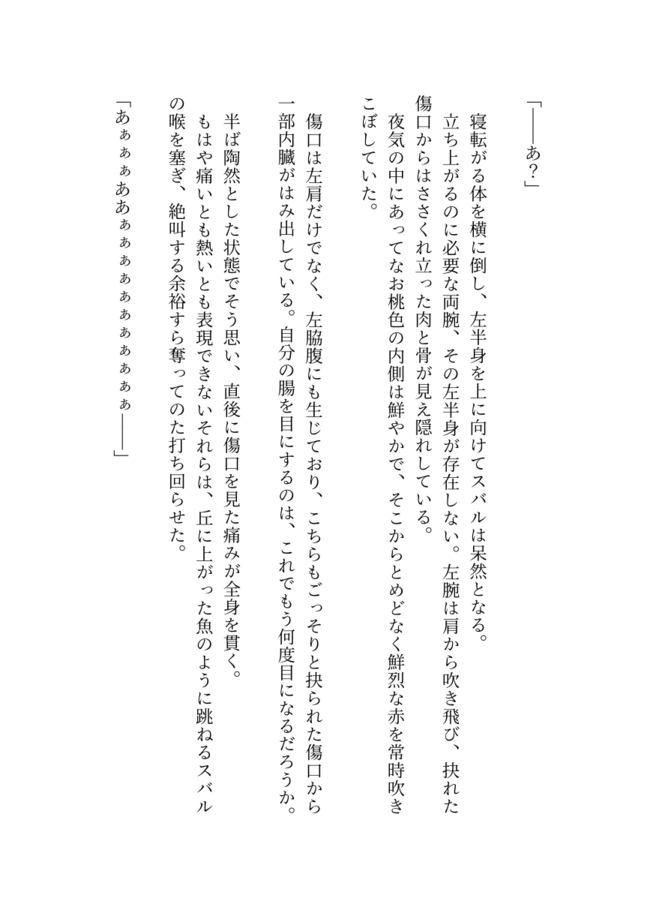 「――あ？」
　寝転がる体を横に倒し、左半身を上に向けてスバルは呆然となる。
　立ち上がるのに必要な両腕、その左半身が存在しない。左腕は肩から吹き飛び、抉れた
傷口からはささくれ立った肉と骨が見え隠れしている。
　夜気の中にあってなお桃色の内側は鮮やかで、そこからとめどなく鮮烈な赤を常時吹き
こぼしていた。
　傷口は左肩だけでなく、左脇腹にも生じており、こちらもごっそりと抉られた傷口から
一部内臓がはみ出している。自分の腸を目にするのは、これでもう何度目になるだろうか。
　半ば陶然とした状態でそう思い、直後に傷口を見た痛みが全身を貫く。
　もはや痛いとも熱いとも表現できないそれらは、丘に上がった魚のように跳ねるスバル
の喉を塞ぎ、絶叫する余裕すら奪ってのた打ち回らせた。
「あぁぁぁああぁぁぁぁぁぁぁぁぁぁぁ――」